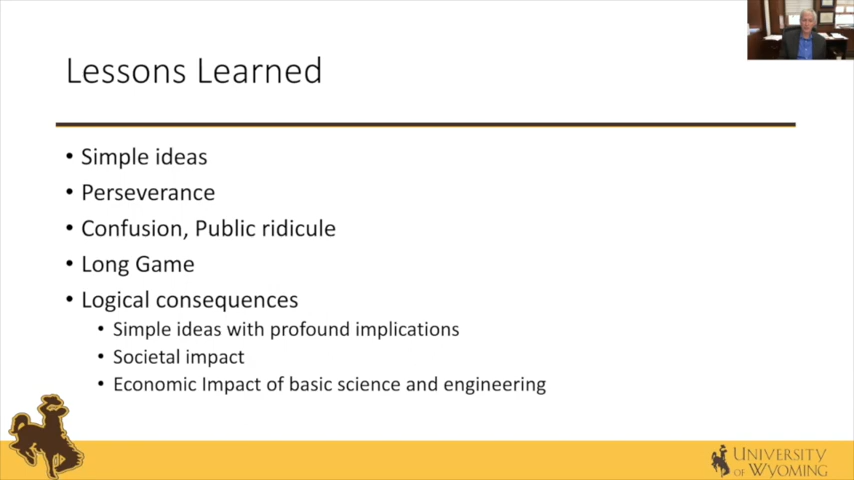 Lessons Learned
• Simple ideas
• Perseverance
• Confusion, Public ridicule
• Long Game
• Logical consequences
• Simple ideas with profound implications
• Societal impact
• Economic Impact of basic science and engineering
UNIVERSITY
OF WYOMING